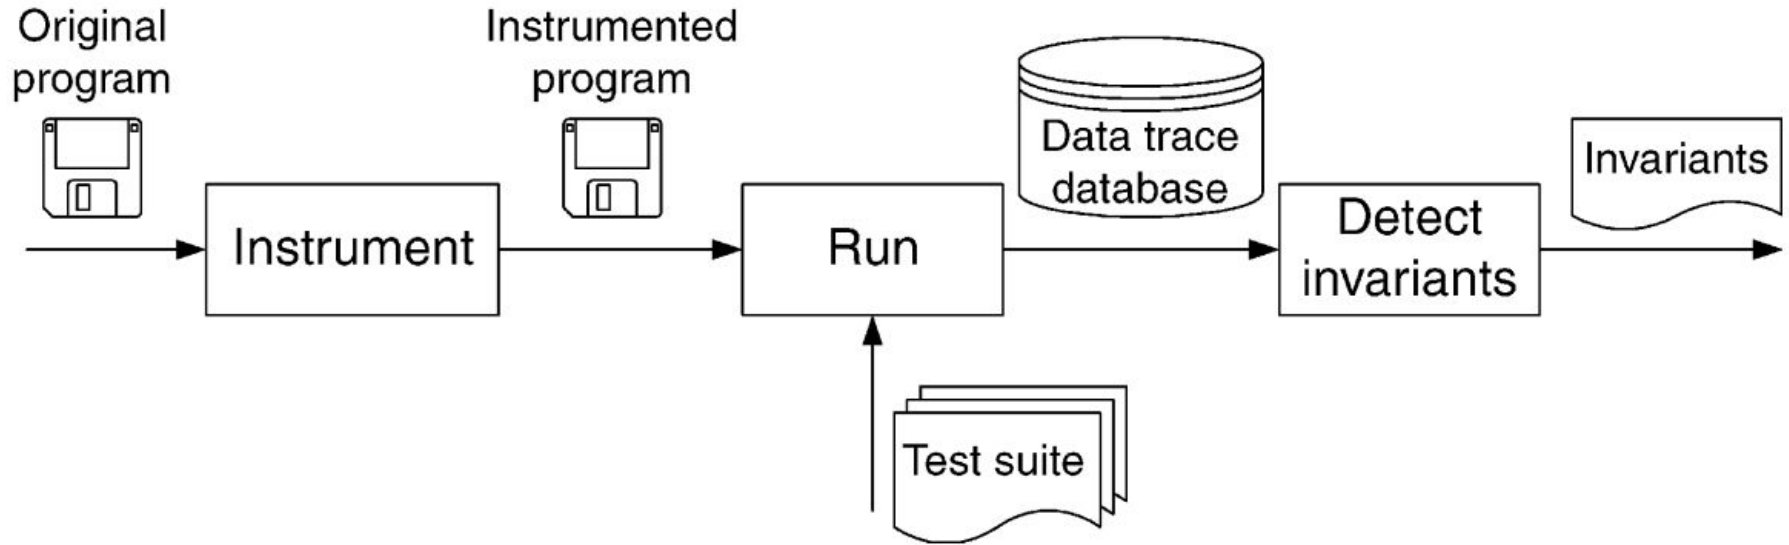 Original
program
Instrumented
program
Data trace
database
Invariants
Instrument
Run
Detect
invariants
Test suite